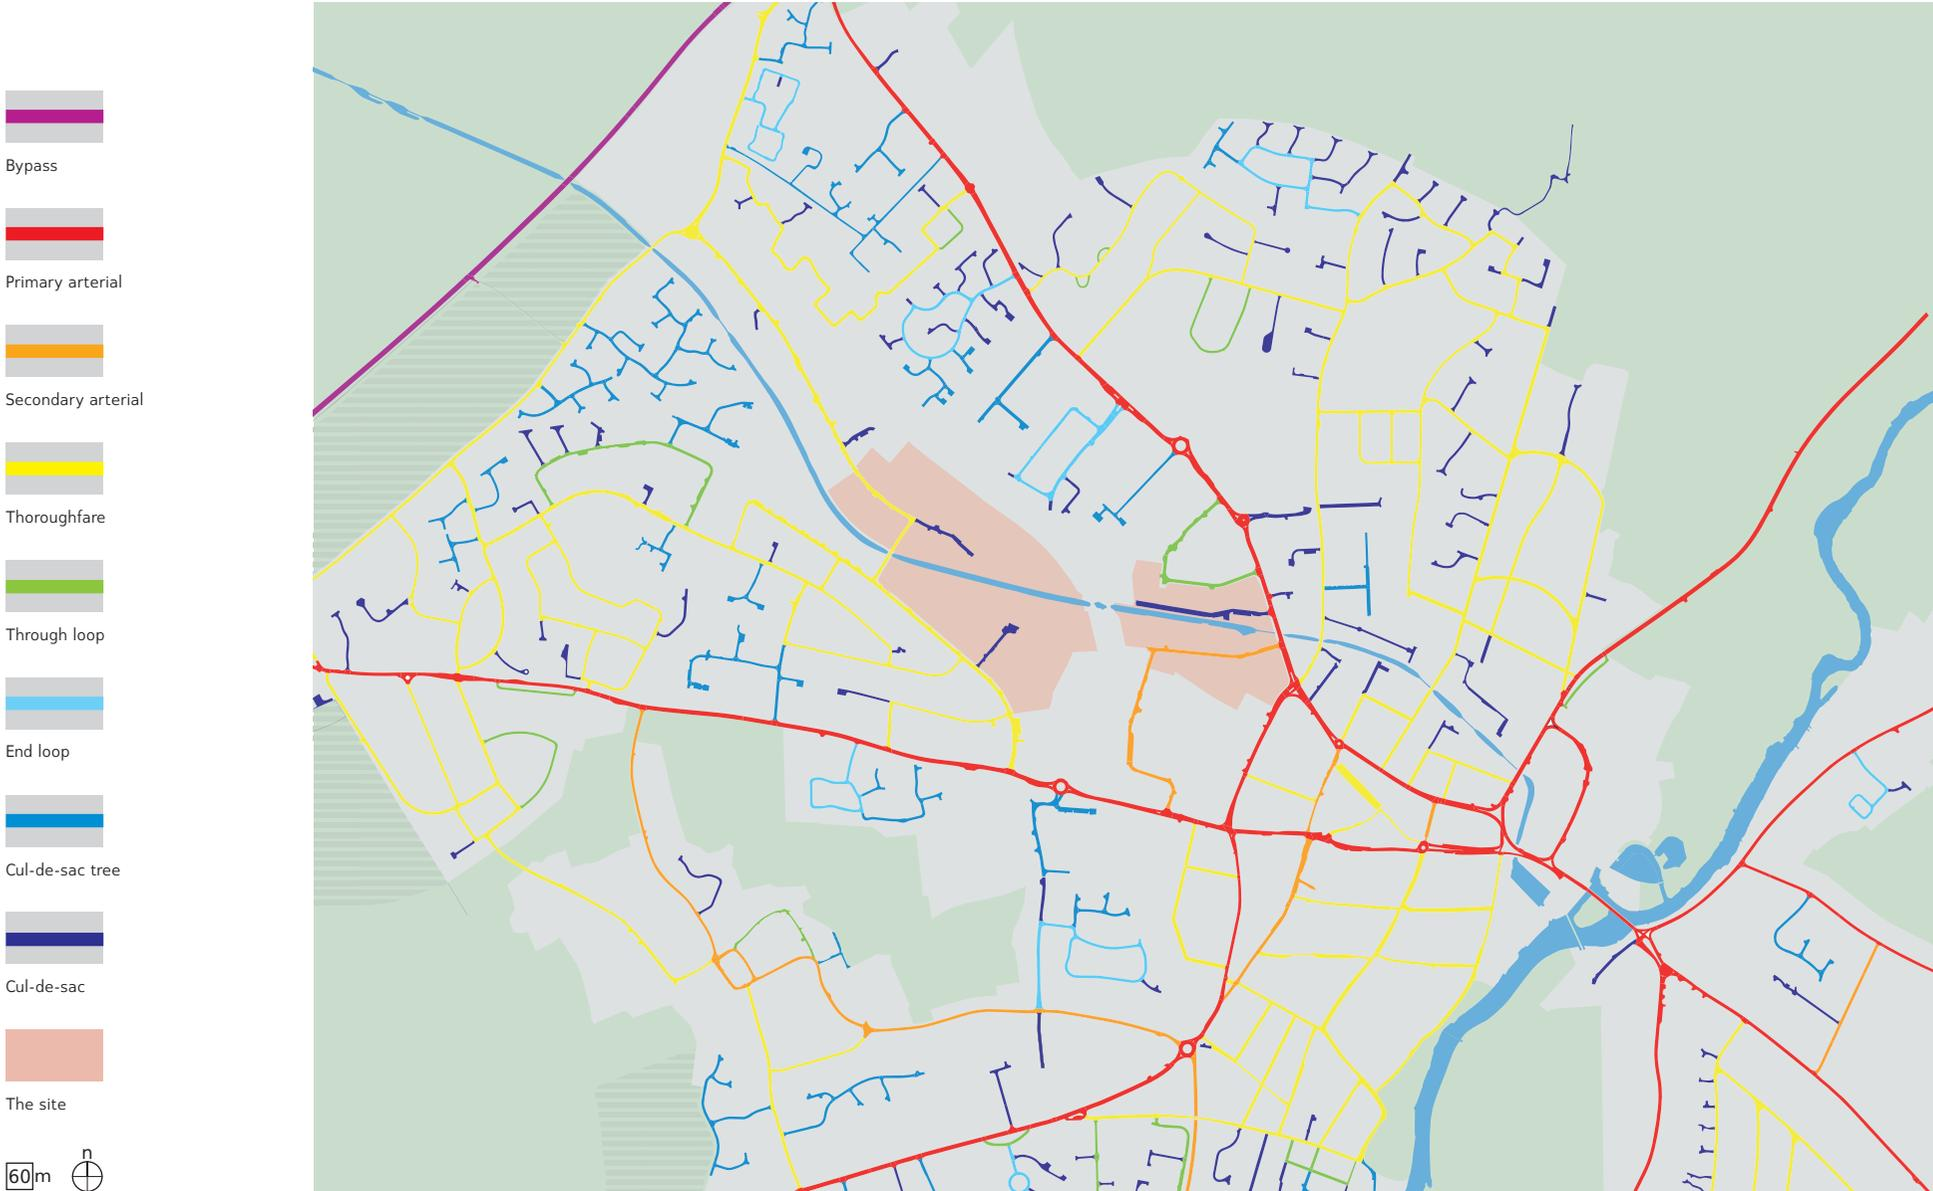 Bypass
Primary arterial
Secondary arterial
Thoroughfare
Through loop
End loop
Cul-de-sac tree
Cul-de-sac
The site
n
60 m